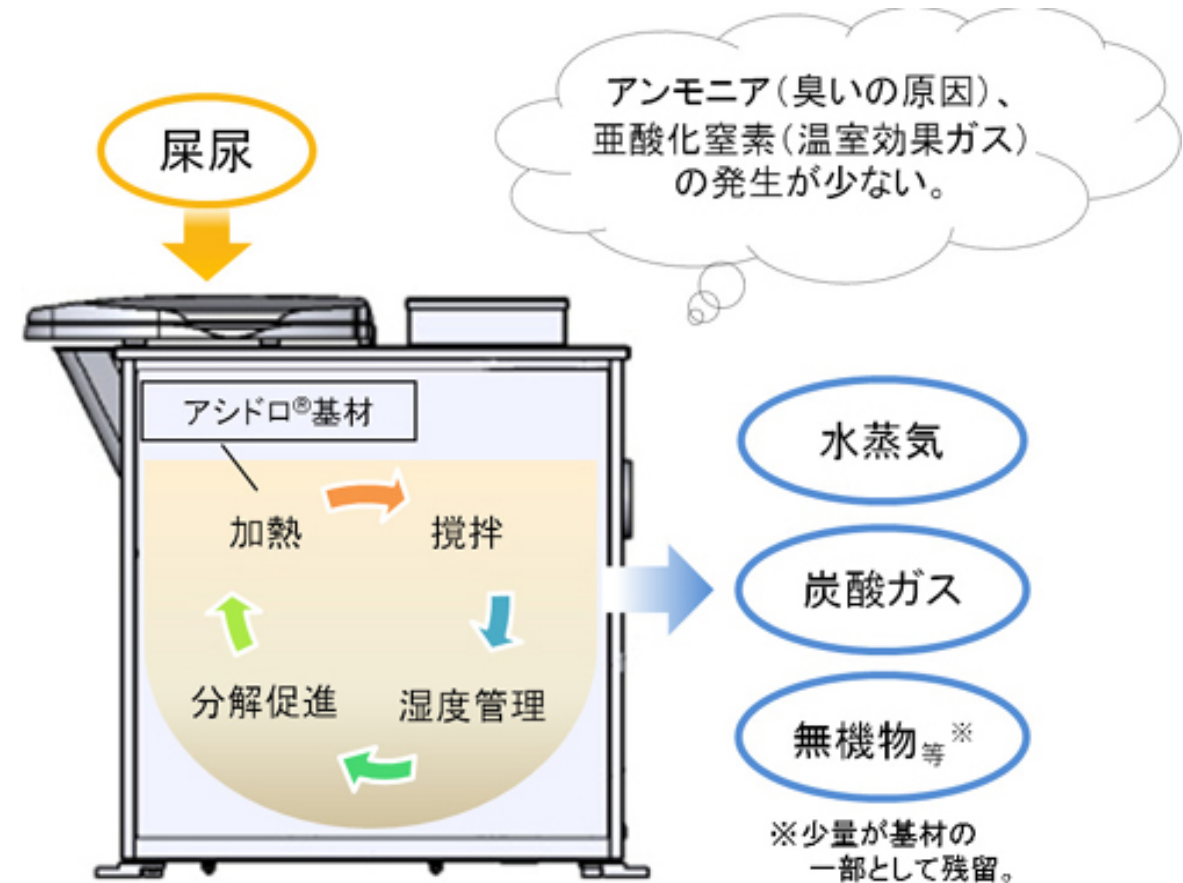 屎尿
アンモニア(臭いの原因)、
亜酸化窒素(温室効果ガス)
の発生が少ない。
アシドロ®基材
加熱
撹拌
湿度管理
分解促進
水蒸気
炭酸ガス
無機物等※
※少量が基材の
一部として残留。